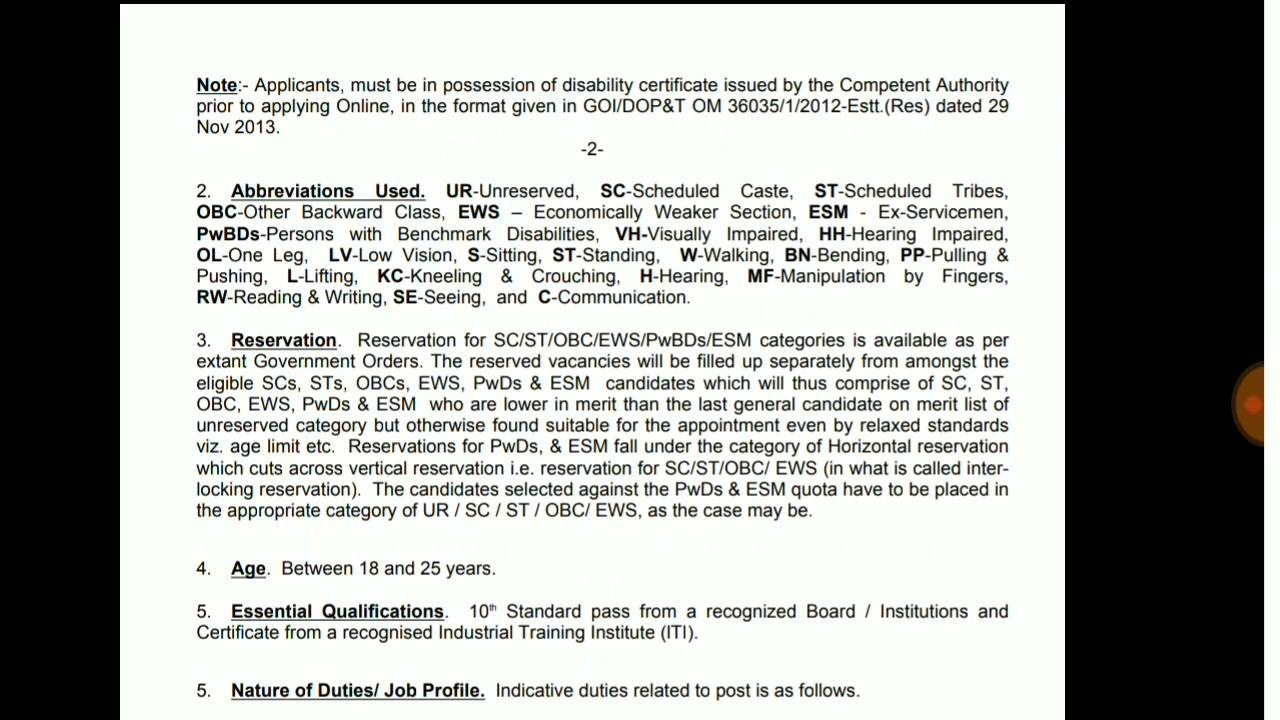 Note:- Applicants, must be in possession of disability certificate issued by the Competent Authority
prior to applying Online, in the format given in GOI/DOP&T OM 36035/1/2012-Estt.(Res) dated 29
Nov 2013.
-2-
2. Abbreviations Used. UR-Unreserved, SC-Scheduled Caste, ST-Scheduled Tribes,
OBC-Other Backward Class, EWS – Economically Weaker Section, ESM - Ex-Servicemen,
PwBDs-Persons with Benchmark Disabilities, VH-Visually Impaired, HH-Hearing Impaired,
OL-One Leg, LV-Low Vision, S-Sitting, ST-Standing, W-Walking, BN-Bending, PP-Pulling &
Pushing, L-Lifting, KC-Kneeling & Crouching, H-Hearing, MF-Manipulation by Fingers,
RW-Reading & Writing, SE-Seeing, and C-Communication.
3. Reservation. Reservation for SC/ST/OBC/EWS/PwBDs/ESM categories is available as per
extant Government Orders. The reserved vacancies will be filled up separately from amongst the
eligible SCs, STs, OBCs, EWS, PwDs & ESM candidates which will thus comprise of SC, ST,
OBC, EWS, PwDs & ESM who are lower in merit than the last general candidate on merit list of
unreserved category but otherwise found suitable for the appointment even by relaxed standards
viz. age limit etc. Reservations for PwDs, & ESM fall under the category of Horizontal reservation
which cuts across vertical reservation i.e. reservation for SC/ST/OBC/ EWS (in what is called inter-
locking reservation). The candidates selected against the PwDs & ESM quota have to be placed in
the appropriate category of UR / SC / ST / OBC/ EWS, as the case may be.
4. Age. Between 18 and 25 years.
5. Essential Qualifications. 10th Standard pass from a recognized Board / Institutions and
Certificate from a recognised Industrial Training Institute (ITI).
5. Nature of Duties/ Job Profile. Indicative duties related to post is as follows.